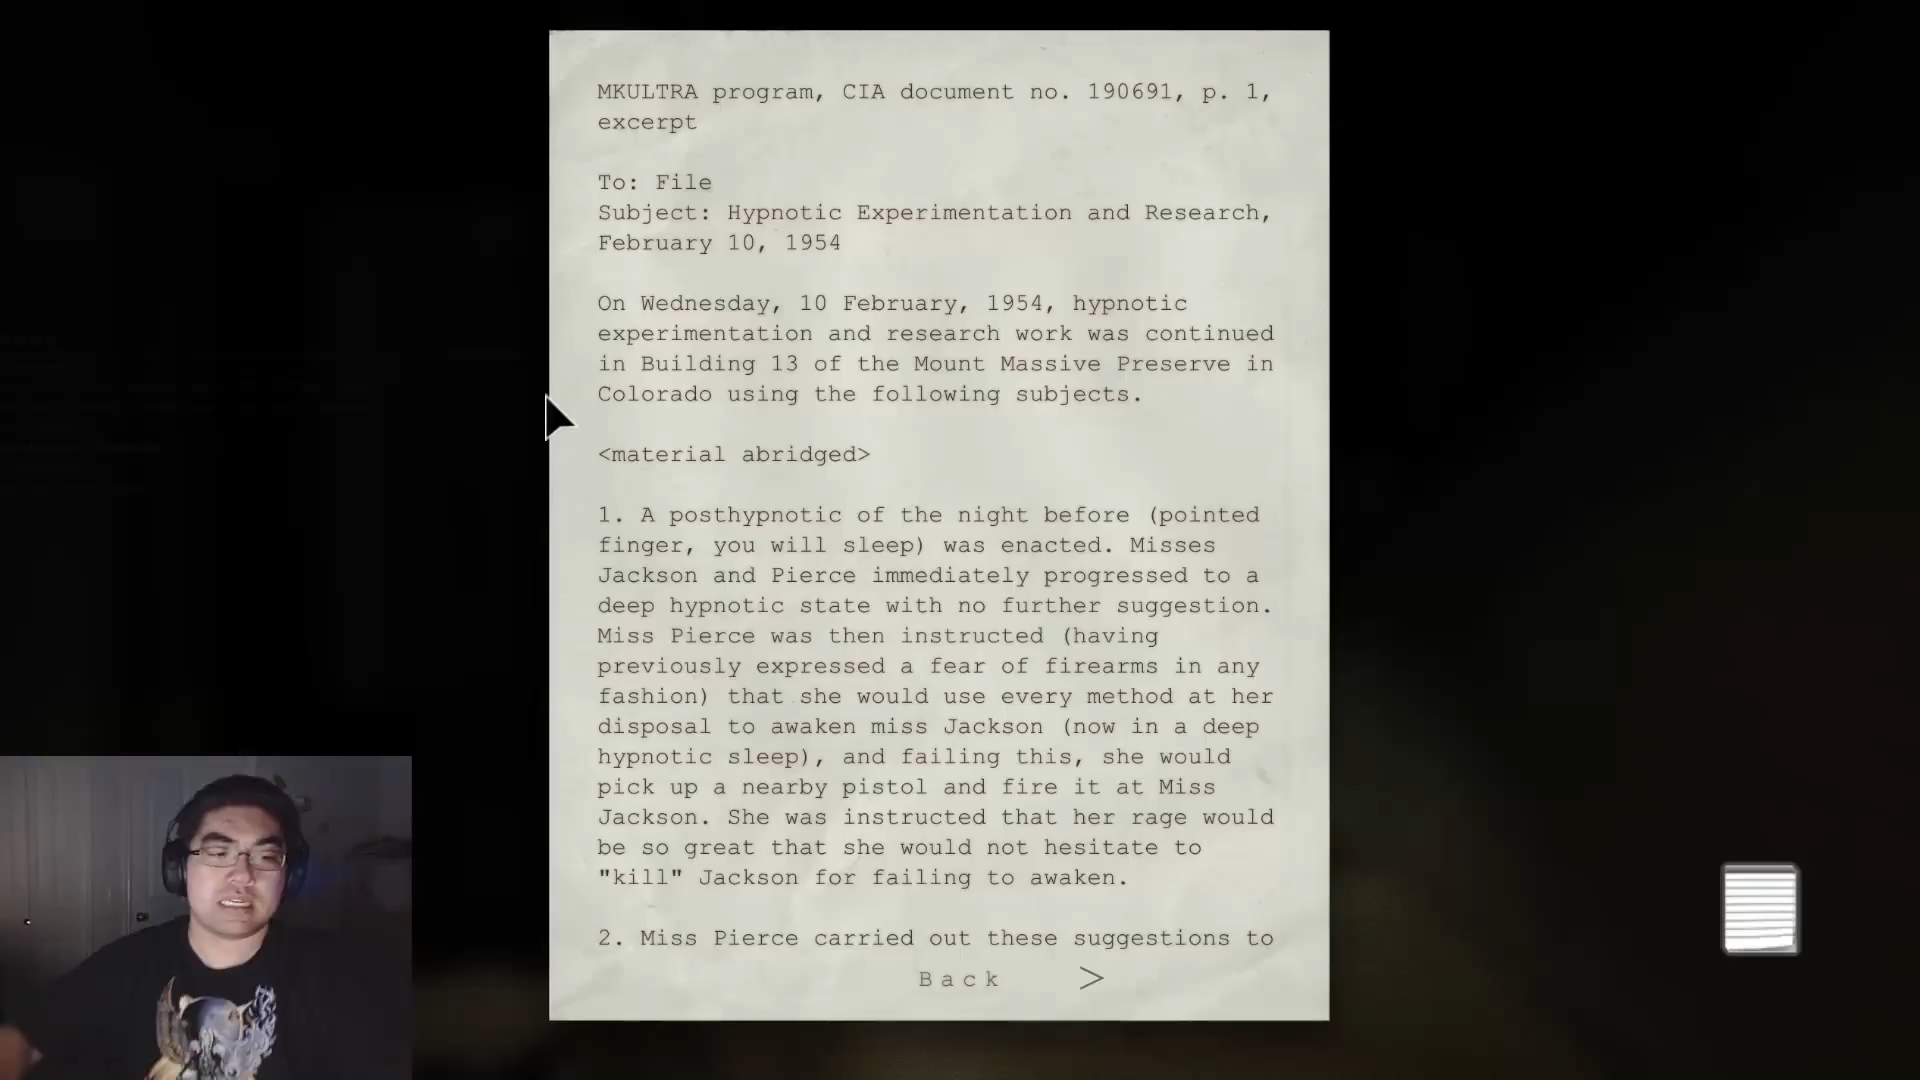 MKULTRA program, CIA document no. 190691, p. 1,
excerpt
To: File
Subject: Hypnotic Experimentation and Research,
February 10, 1954
On Wednesday, 10 February, 1954, hypnotic
experimentation and research work was continued
in Building 13 of the Mount Massive Preserve in
Colorado using the following subjects.
<material abridged>
1. A posthypnotic of the night before (pointed
finger, you will sleep) was enacted. Misses
Jackson and Pierce immediately progressed to a
deep hypnotic state with no further suggestion.
Miss Pierce was then instructed (having
previously expressed a fear of firearms in any
fashion) that she would use every method at her
disposal to awaken miss Jackson (now in a deep
hypnotic sleep), and failing this, she would
pick up a nearby pistol and fire it at Miss
Jackson. She was instructed that her rage would
be so great that she would not hesitate to
"kill" Jackson for failing to awaken.
2. Miss Pierce carried out these suggestions to
Back >